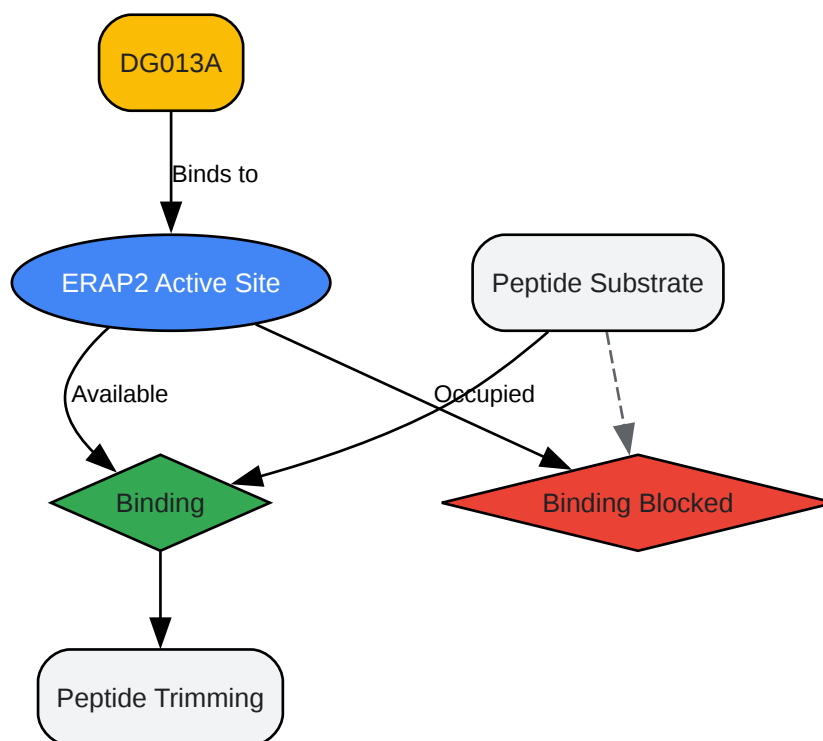 DG013A
Binds to
ERAP2 Active Site
Peptide Substrate
Available
Occupied
Binding
Binding Blocked
Peptide Trimming